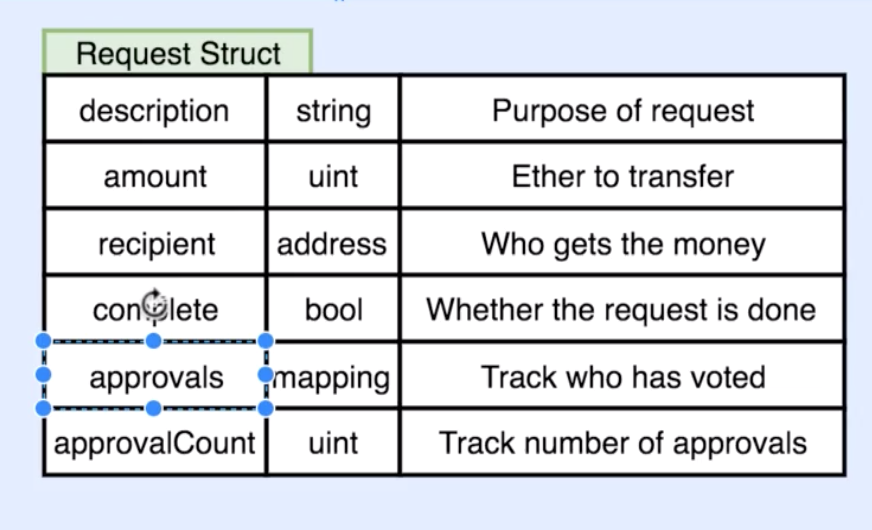 Request Struct
description string Purpose of request
amount uint Ether to transfer
recipient address Who gets the money
complete bool Whether the request is done
approvals mapping Track who has voted
approvalCount uint Track number of approvals